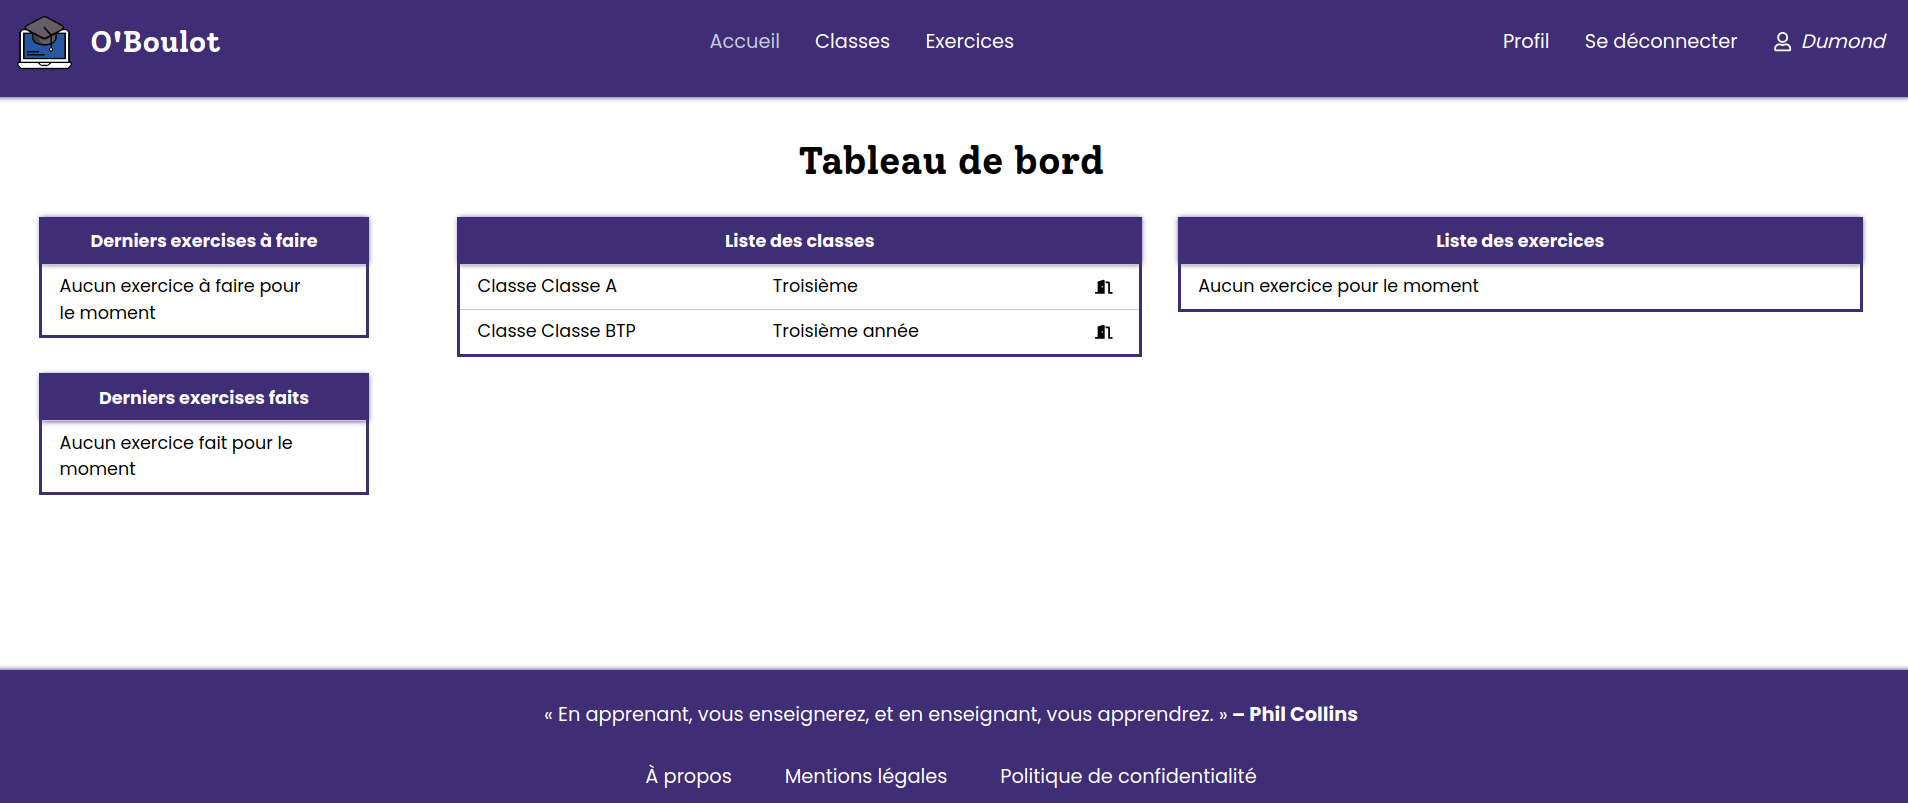 O'Boulot
Accueil Classes Exercices
Profil Se déconnecter Dumond
Tableau de bord
Derniers exercises à faire
Aucun exercice à faire pour
le moment
Derniers exercises faits
Aucun exercice fait pour le
moment
Liste des classes
Classe Classe A Troisième
Classe Classe BTP Troisième année
Liste des exercices
Aucun exercice pour le moment
« En apprenant, vous enseignerez, et en enseignant, vous apprendrez. » – Phil Collins
À propos Mentions légales Politique de confidentialité